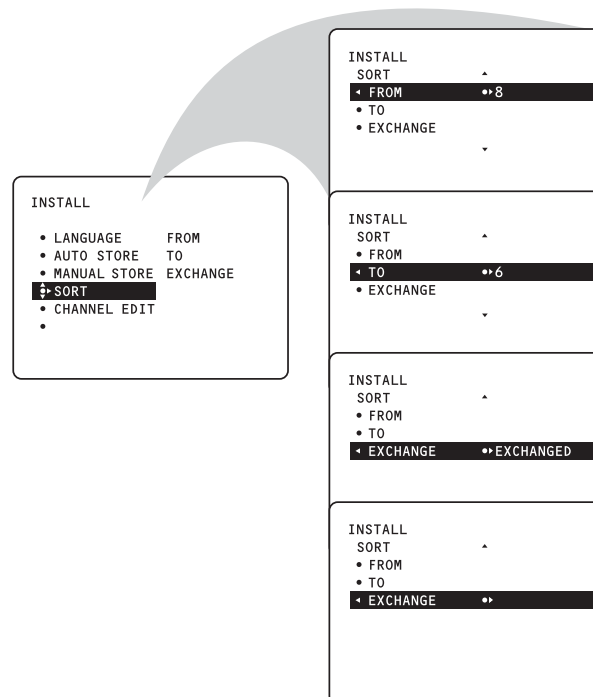 INSTALL
• LANGUAGE FROM
• AUTO STORE TO
• MANUAL STORE EXCHANGE
SORT
• CHANNEL EDIT
•
INSTALL
SORT
FROM 8
• TO
• EXCHANGE
INSTALL
SORT
• FROM
TO 6
• EXCHANGE
INSTALL
SORT
• FROM
• TO
EXCHANGE EXCHANGED
INSTALL
SORT
• FROM
• TO
EXCHANGE